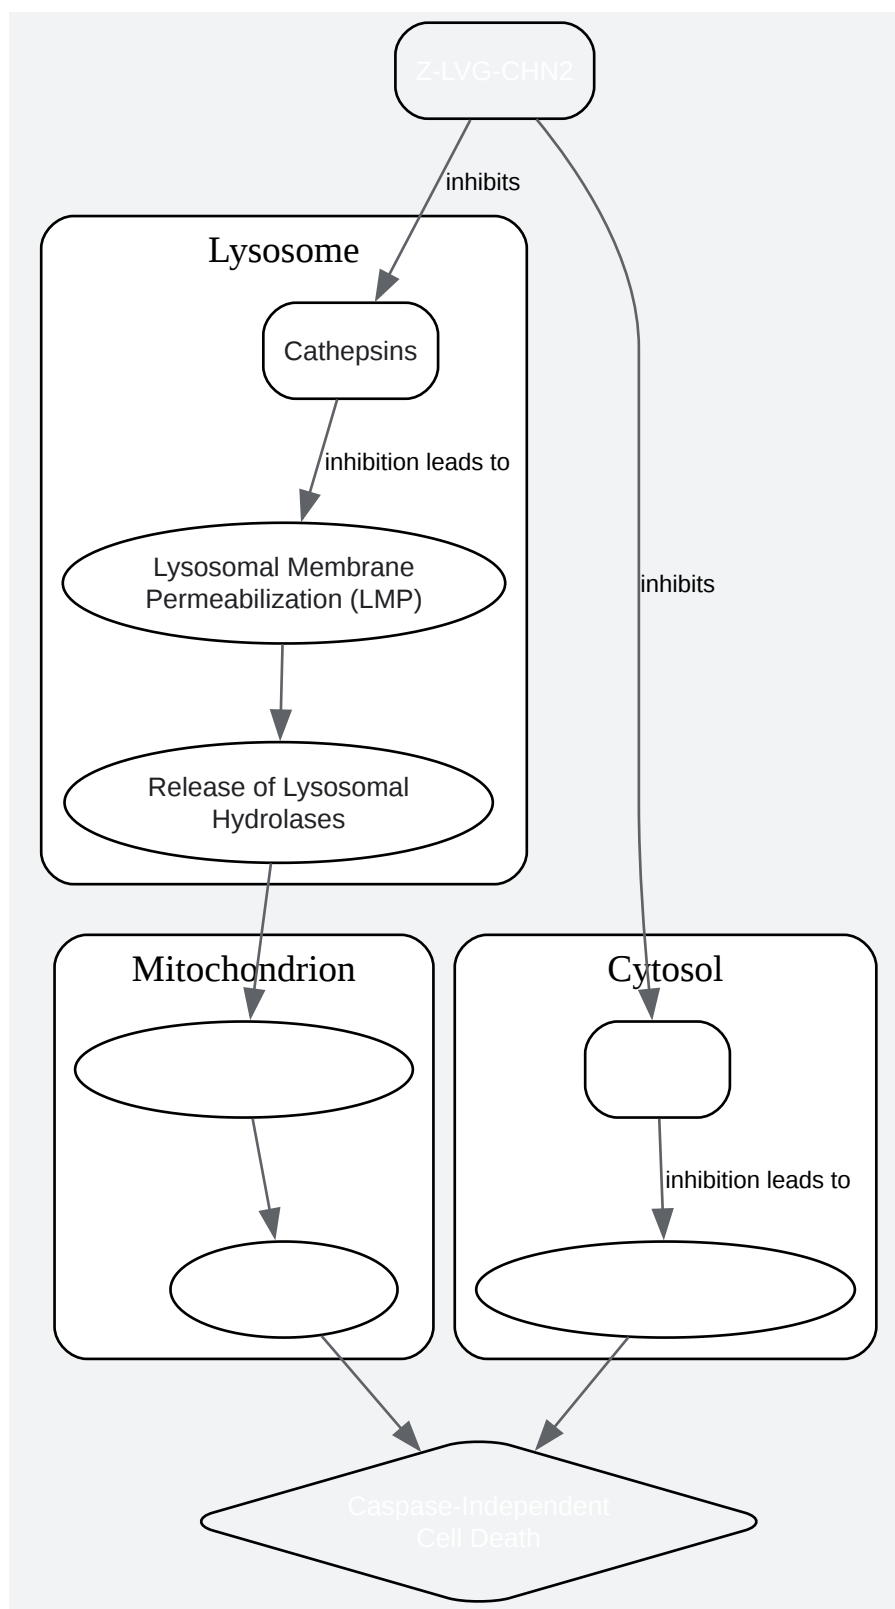 Z-LVG-CHN2
inhibits
Lysosome
Cathepsins
inhibition leads to
Lysosomal Membrane
Permeabilization (LMP)
inhibits
Release of Lysosomal
Hydrolases
Mitochondrion
Cytosol
inhibition leads to
Caspase-Independent
Cell Death